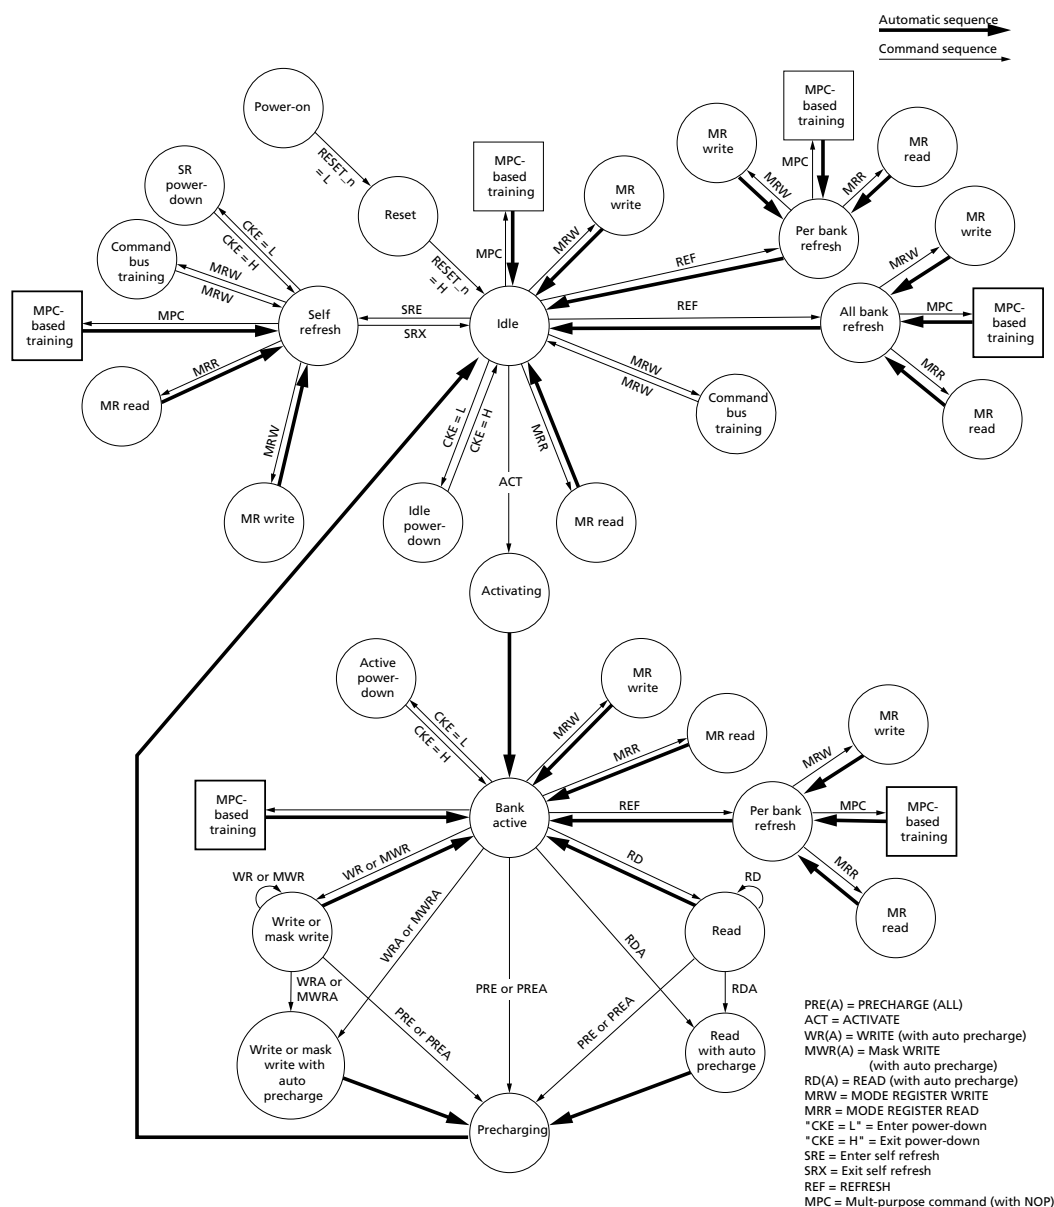 Automatic sequence
Command sequence
Power-on
RESET_n
= L
Reset
RESET_n
= H
SR
power-
down
CKE = L
CKE = H
Command
bus
training
MRW
MRW
MPC-
based
training
MPC
Self
refresh
MRR
MR read
MRW
MR write
SRE
SRX
Idle
MPC-
based
training
MPC
MR
write
MRW
REF
MR
write
MRW
MPC-
based
training
MPC
MR
read
MRR
Per bank
refresh
REF
All bank
refresh
MR
write
MRW
MPC
MPC-
based
training
MRR
MR
read
MRW
MRW
Command
bus
training
CKE = L
CKE = H
Idle
power-
down
ACT
MRR
MR read
Activating
Active
power-
down
CKE = L
CKE = H
MR
write
MRW
MR read
MRR
MPC-
based
training
Bank
active
REF
Per bank
refresh
MR
write
MRW
MPC
MPC-
based
training
MRR
MR
read
WR or MWR
WR or MWR
Write or
mask write
WRA or MWRA
RD
RD
Read
RDA
WRA or
MWRA
PRE or PREA
PRE or PREA
PRE or PREA
RDA
Write or mask
write with
auto
precharge
Read
with auto
precharge
Precharging
PRE(A) = PRECHARGE (ALL)
ACT = ACTIVATE
WR(A) = WRITE (with auto precharge)
MWR(A) = Mask WRITE
(with auto precharge)
RD(A) = READ (with auto precharge)
MRW = MODE REGISTER WRITE
MRR = MODE REGISTER READ
"CKE = L" = Enter power-down
"CKE = H" = Exit power-down
SRE = Enter self refresh
SRX = Exit self refresh
REF = REFRESH
MPC = Mult-purpose command (with NOP)